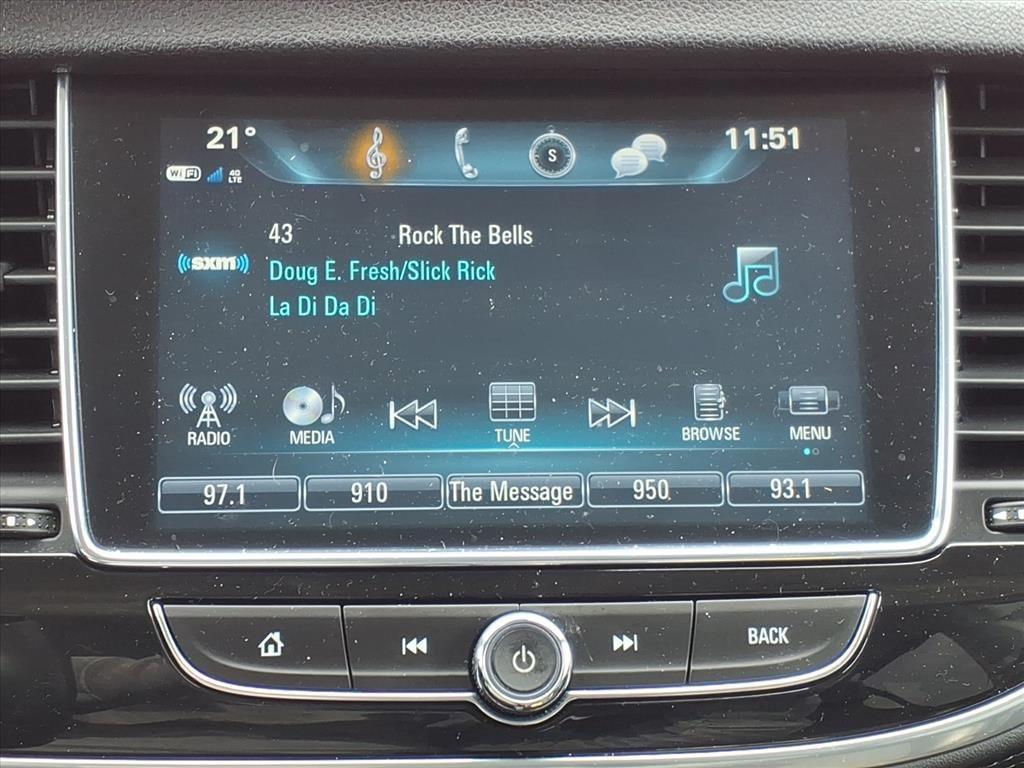 21° 11:51
WiFi 4G LTE
S
43 Rock The Bells
((sxm))
Doug E. Fresh/Slick Rick
La Di Da Di
RADIO MEDIA TUNE BROWSE MENU
97.1 910 The Message 950 93.1
BACK